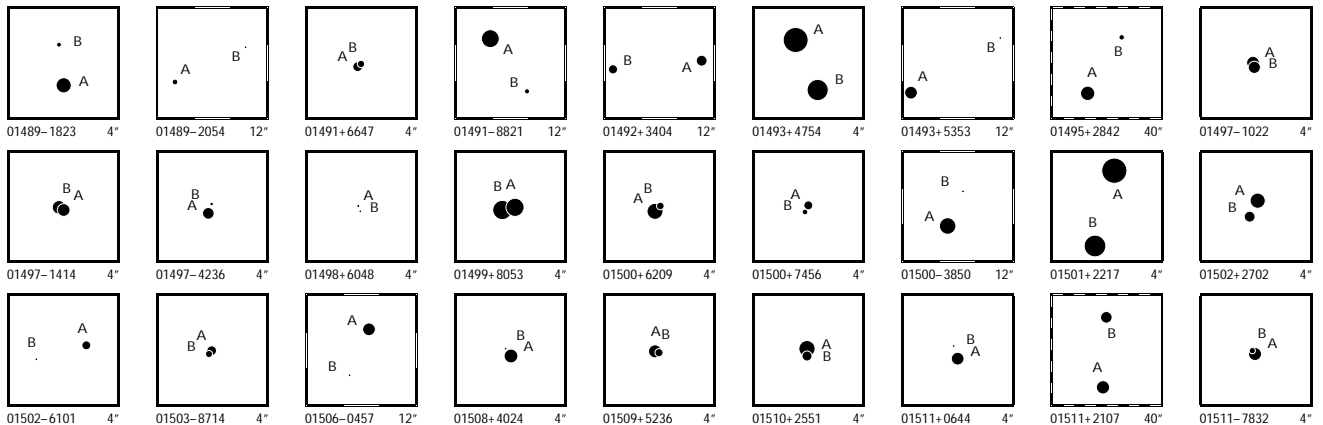 B A A B B A A B B A A B A B A B A B
01489–1823 4″ 01489–2054 12″ 01491+6647 4″ 01491–8821 4″ 01492+3404 12″ 01493+4754 4″ 01493+5353 12″ 01495+2842 40″ 01497–1022 4″
B A B A A B B A B A A B B A A B A B
01497–1414 4″ 01497–4236 4″ 01498+6048 4″ 01499+8053 4″ 01500+6209 4″ 01500+7456 4″ 01500–3850 12″ 01501+2217 4″ 01502+2702 4″
B A A B A B B A A B A B B A B A B A
01502–6101 4″ 01503–8714 4″ 01506–0457 12″ 01508+4024 4″ 01509+5236 4″ 01510+2551 4″ 01511+0644 4″ 01511+2107 40″ 01511–7832 4″